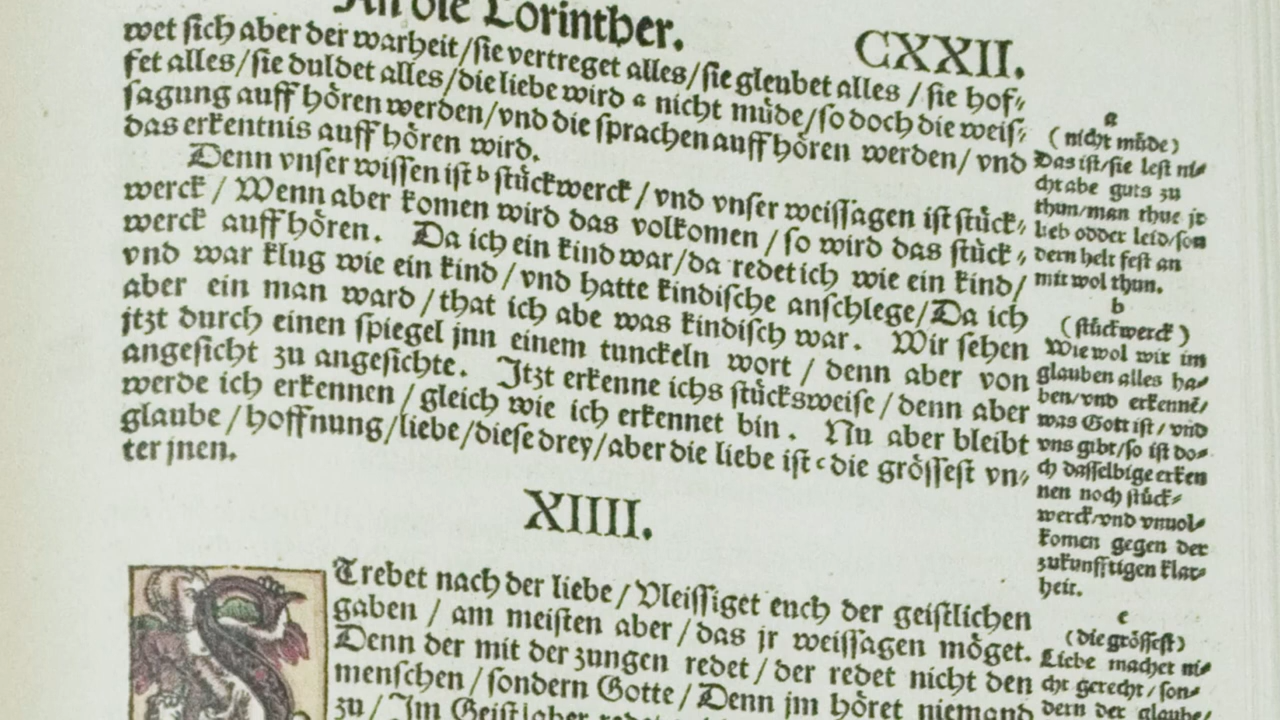 An die Corinther.
CXXII.
wet sich aber der warheit/sie vertreget alles/sie gleubet alles / sie hof⸗
fet alles/sie duldet alles/die liebe wird a nicht müde/so doch die weis⸗
sagung auff hören werden/vnd die sprachen auff hören werden/ vnd
das erkentnis auff hören wird.
Denn vnser wissen ist b stückwerck / vnd vnser weissagen ist stück⸗
werck / Wenn aber komen wird das volkomen / so wird das stück⸗
werck auff hören. Da ich ein kind war/da redet ich wie ein kind/
vnd war klug wie ein kind/vnd hatte kindische anschlege/Da ich
aber ein man ward/that ich abe was kindisch war. Wir sehen
jtzt durch einen spiegel jnn einem tunckeln wort / denn aber von
angesicht zu angesichte. Jtzt erkenne ichs stücksweise/denn aber
werde ich erkennen/gleich wie ich erkennet bin. Nu aber bleibt
glaube/hoffnung/liebe/diese drey/aber die liebe ist c die grössest vn⸗
ter jnen.
XIIII.
Trebet nach der liebe/Vleissiget euch der geistlichen
gaben / am meisten aber/das jr weissagen möget.
Denn der mit der zungen redet/der redet nicht den
menschen/sondern Gotte/Denn jm höret niemand
zu/Im Geist aber
a
( nicht müde )
Das ist/sie lest ni⸗
cht abe guts zu
thun/man thue jr
lieb odder leid/son
dern helt fest an
mit wol thun.
b
( stückwerck )
Wiewol wir im
glauben alles ha⸗
ben/vnd erkennē/
was Gott ist/vnd
vns gibt/so ist do⸗
ch dasselbige erken
nen noch stück⸗
werck/vnd vnuol⸗
komen gegen der
zukunfftigen klar⸗
heit.
c
(die grössest)
Liebe machet ni⸗
cht gerecht/son⸗
dern der glaube/